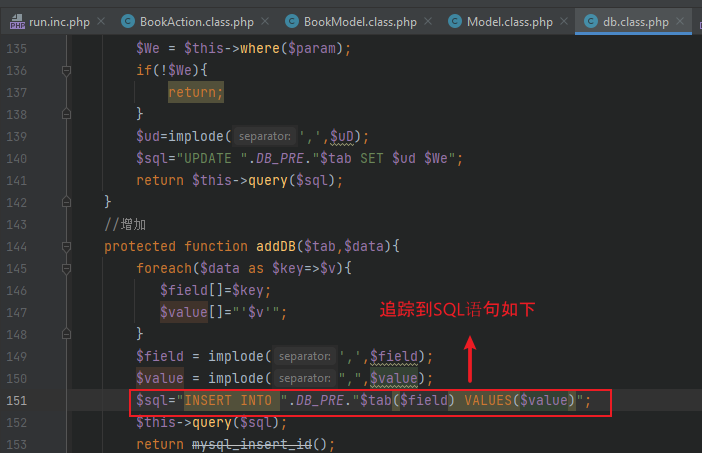 run.inc.php × BookAction.class.php × BookModel.class.php × Model.class.php × db.class.php ×
135 $We = $this->where($param);
136 if(!$We){
137 return;
138 }
139 $ud=implode( separator: ',',$uD);
140 $sql="UPDATE ".DB_PRE."$tab SET $ud $We";
141 return $this->query($sql);
142 }
143 //增加
144 protected function addDB($tab,$data){
145 foreach($data as $key=>$v){
146 $field[]=$key;
147 $value[]="'$v'";
追踪到SQL语句如下
148 }
149 $field = implode( separator: ',',$field);
150 $value = implode( separator: ",",$value);
151 $sql="INSERT INTO ".DB_PRE."$tab($field) VALUES($value)";
152 $this->query($sql);
153 return mysql_insert_id();